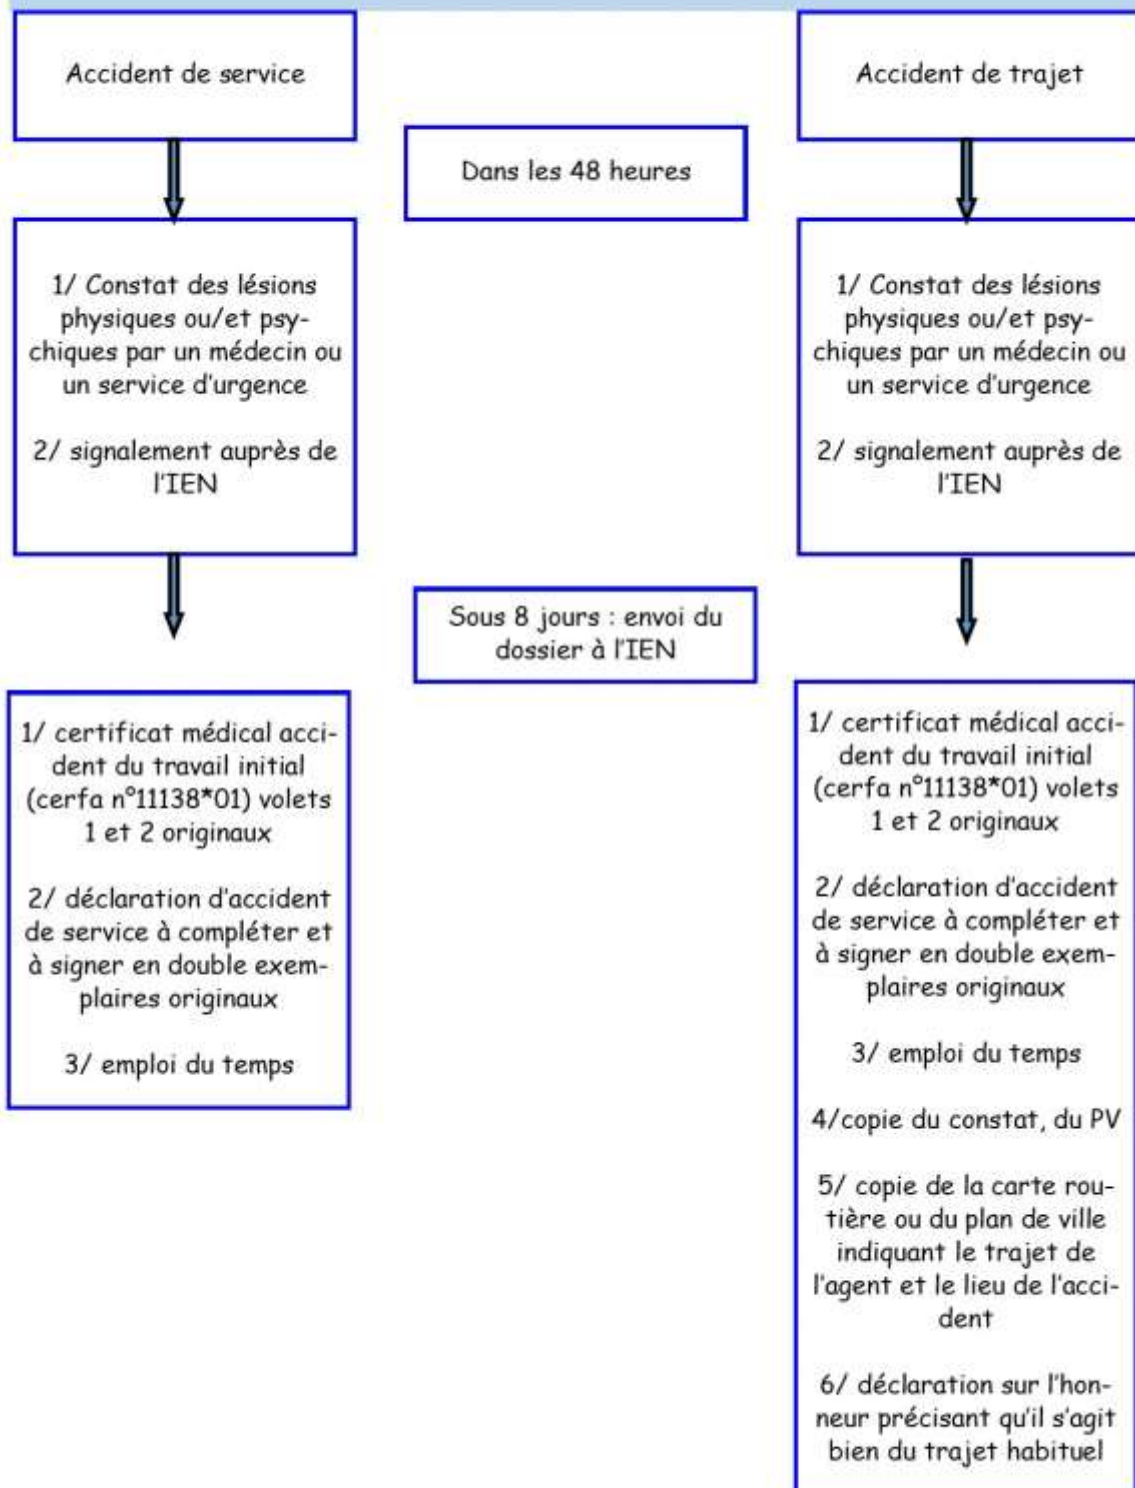 Accident de service
Accident de trajet
Dans les 48 heures
1/ Constat des lésions
physiques ou/et psy-
chiques par un médecin ou
un service d'urgence
2/ signalement auprès de
l'IEN
1/ Constat des lésions
physiques ou/et psy-
chiques par un médecin ou
un service d'urgence
2/ signalement auprès de
l'IEN
Sous 8 jours : envoi du
dossier à l'IEN
1/ certificat médical acci-
dent du travail initial
(cerfa n°11138*01) volets
1 et 2 originaux
2/ déclaration d'accident
de service à compléter et
à signer en double exem-
plaires originaux
3/ emploi du temps
1/ certificat médical acci-
dent du travail initial
(cerfa n°11138*01) volets
1 et 2 originaux
2/ déclaration d'accident
de service à compléter et
à signer en double exem-
plaires originaux
3/ emploi du temps
4/copie du constat, du PV
5/ copie de la carte rou-
tière ou du plan de ville
indiquant le trajet de
l'agent et le lieu de l'acci-
dent
6/ déclaration sur l'hon-
neur précisant qu'il s'agit
bien du trajet habituel